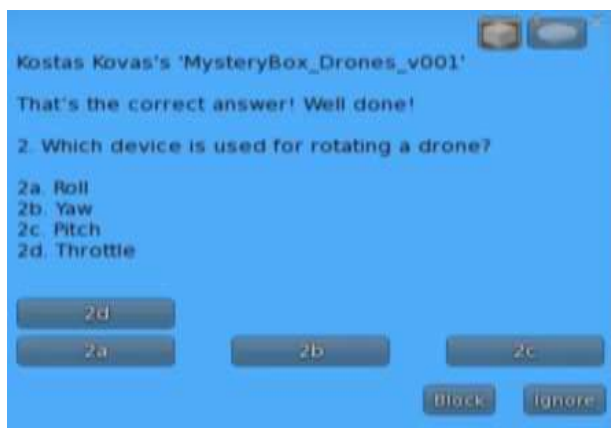 Kostas Kovas's 'MysteryBox_Drones_v001'
That's the correct answer! Well done!
2. Which device is used for rotating a drone?
2a. Roll
2b. Yaw
2c. Pitch
2d. Throttle
2d
2a 2b 2c
Block Ignore